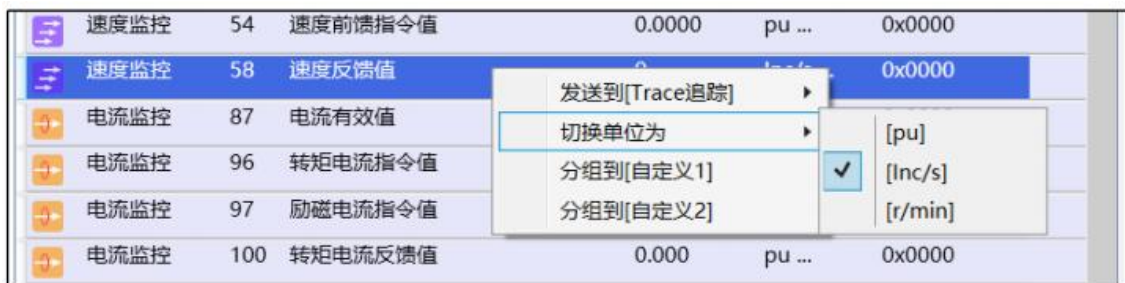 速度监控 54 速度前馈指令值 0.0000 pu ... 0x0000
速度监控 58 速度反馈值 0x0000
电流监控 87 电流有效值
电流监控 96 转矩电流指令值
电流监控 97 励磁电流指令值
电流监控 100 转矩电流反馈值 0.000 pu ... 0x0000
发送到[Trace追踪]
切换单位为
分组到[自定义1]
分组到[自定义2]
[pu]
[Inc/s]
[r/min]